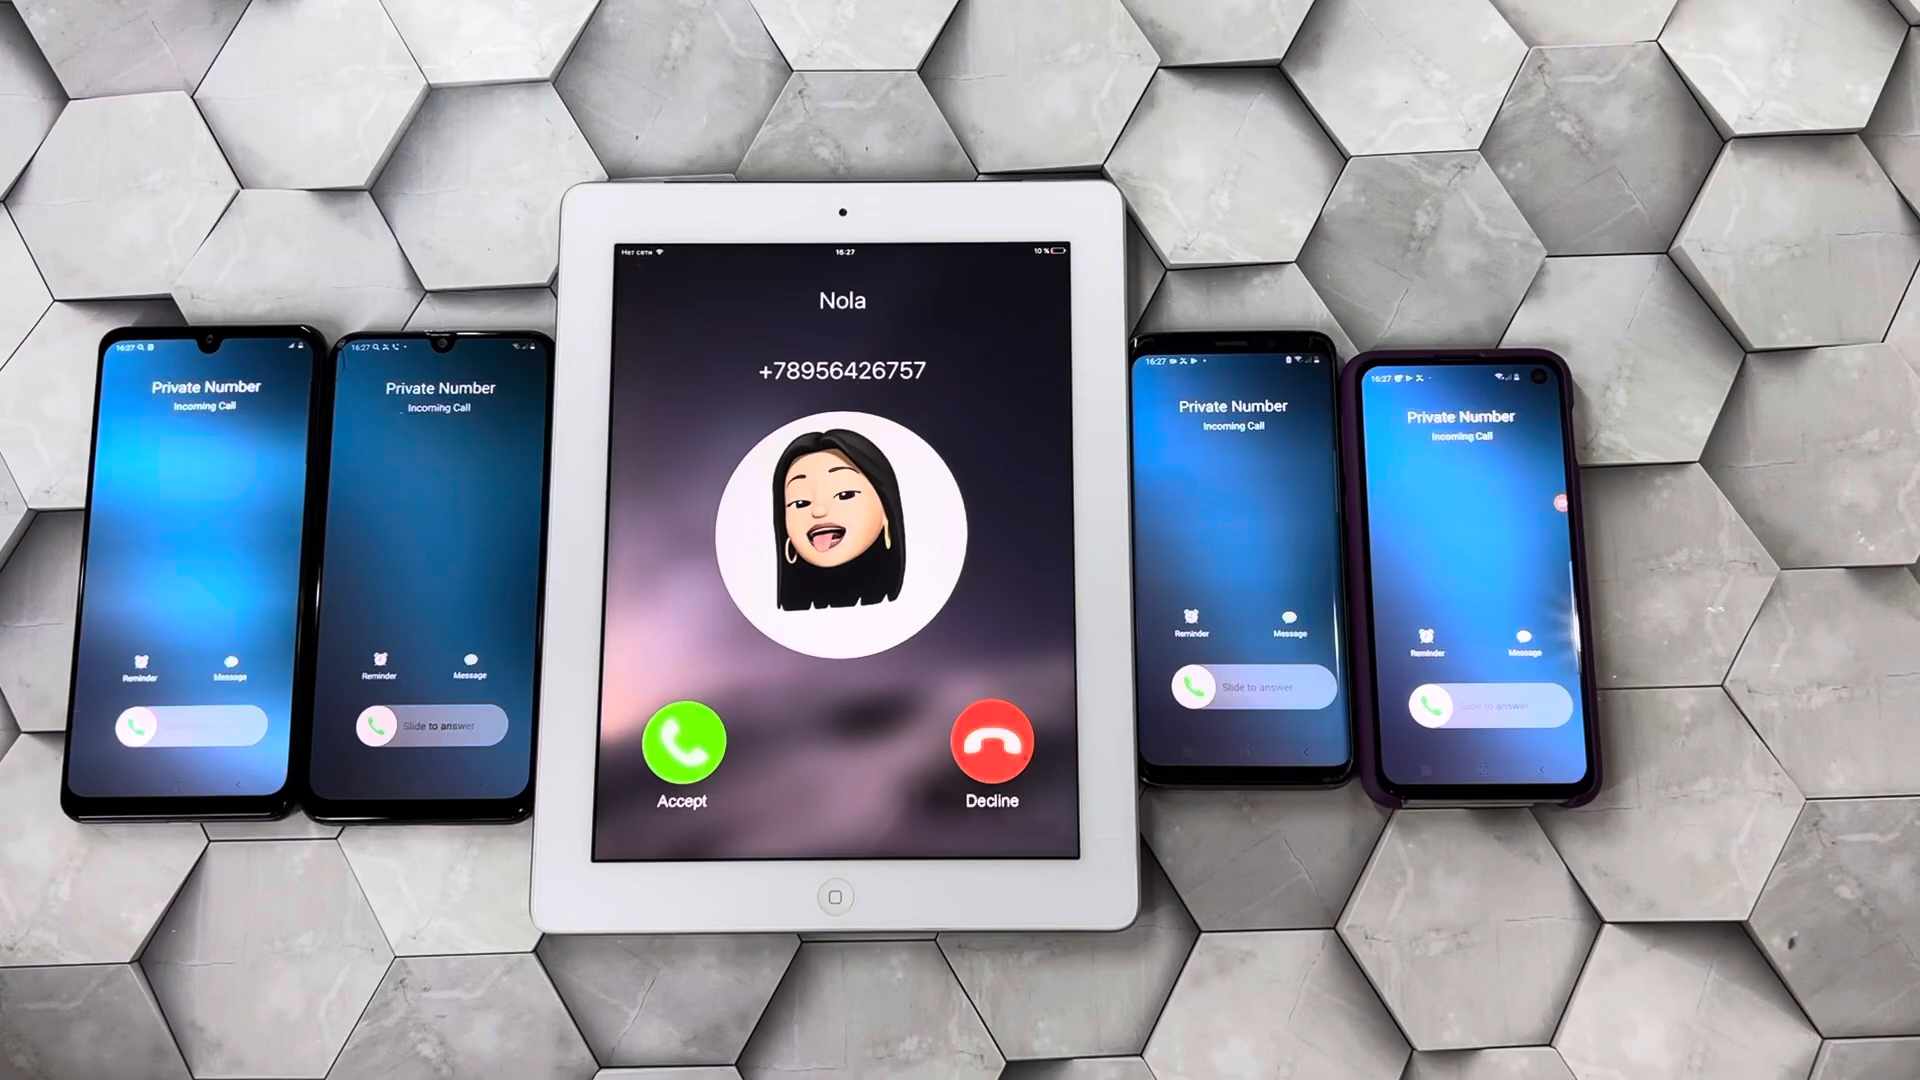 16:27
Private Number
Incoming Call
Reminder
Message
16:27
Private Number
Incoming Call
Reminder
Message
Slide to answer
Нет сети
16:27
10 %
Nola
+78956426757
Accept
Decline
16:27
Private Number
Incoming Call
Reminder
Message
Slide to answer
16:27
Private Number
Incoming Call
Reminder
Message
Slide to answer